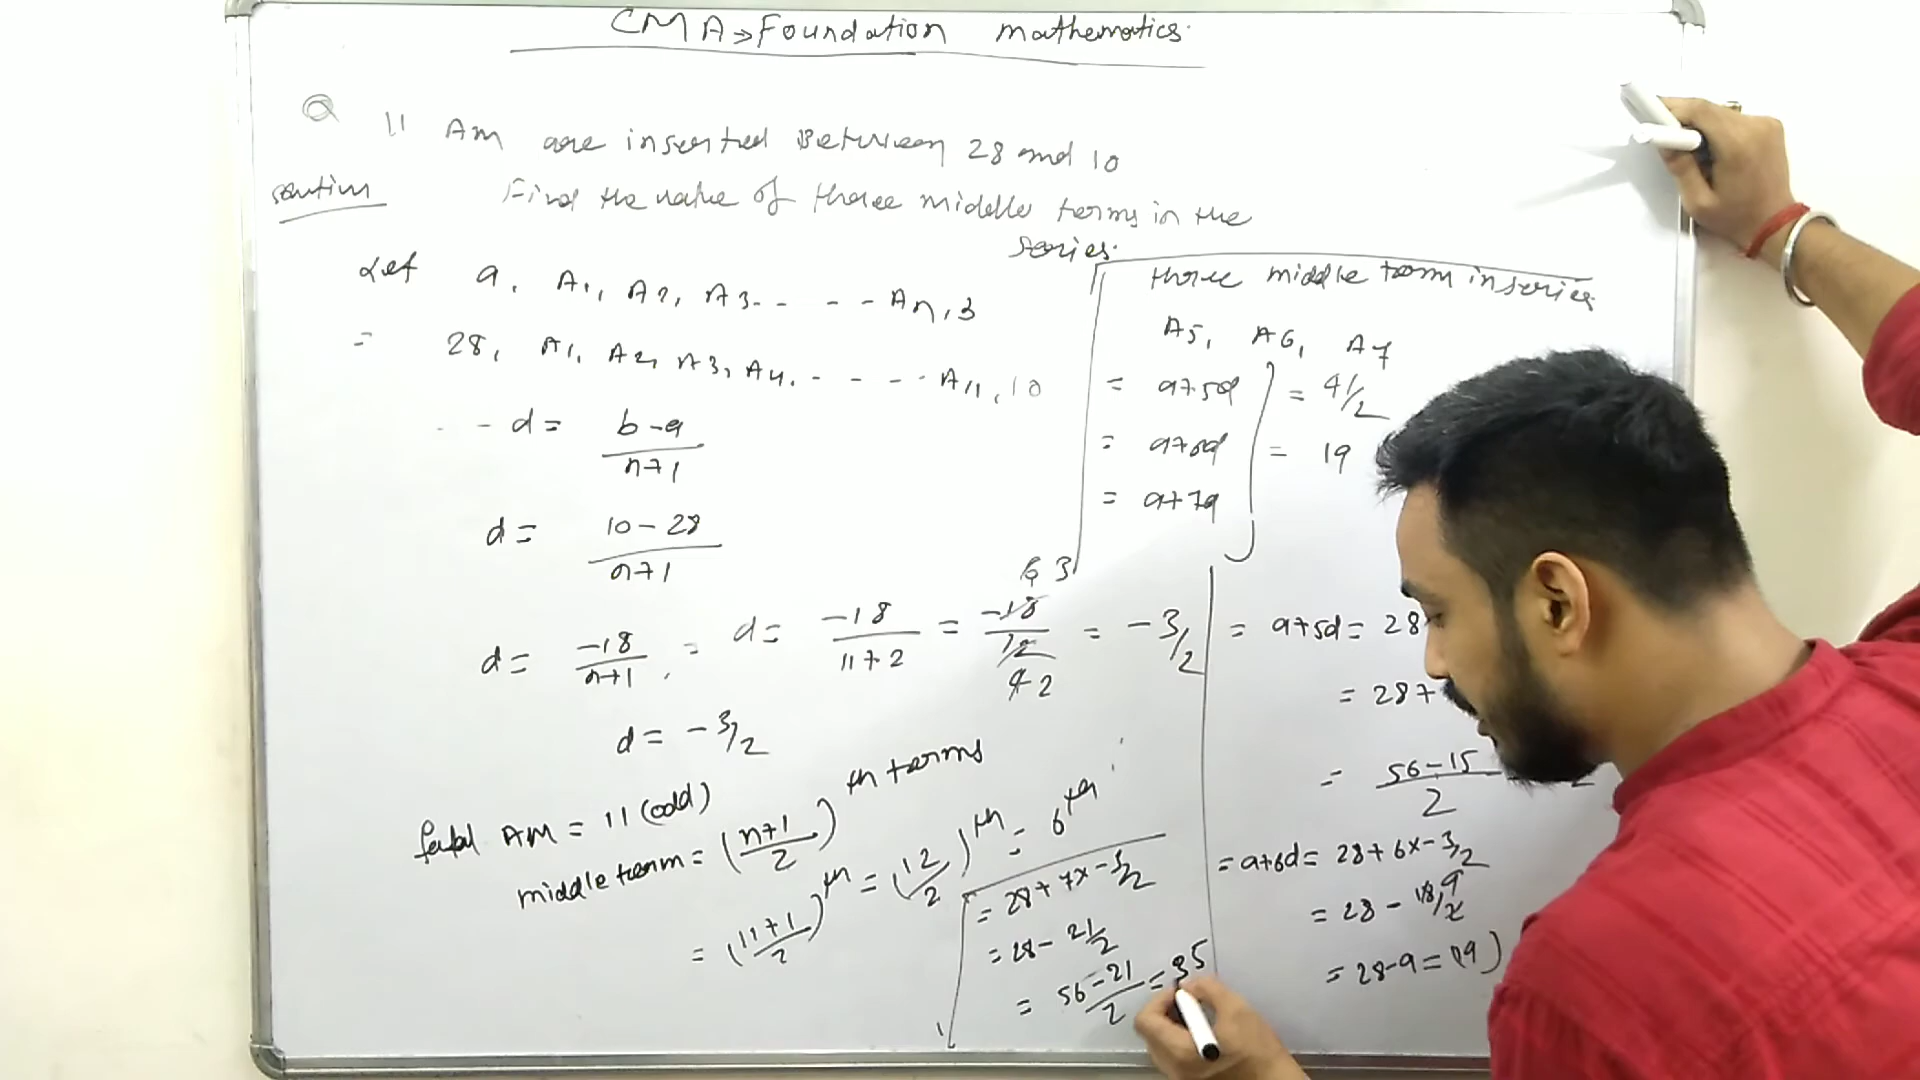 CMA → Foundation mathematics.
Q 11 Am are inserted Between 28 and 10
Find the value of three middle terms in the
series.
solution
Let a, A1, A2, A3 - - - - - An, 3
= 28, A1, A2, A3, A4. - - - - - A11, 10
d = b-a/n+1
d = 10-28/n+1
d = -18/n+1, = d = -18/11+2 = -18/12 = -3/2
6 3
4 2
d = -3/2
Total AM = 11 (odd)
middle term = (n+1/2)th terms
= (11+1/2)th = (12/2)th = 6th
three middle term in series
A5, A6, A7
= a+5d = 41/2
= a+6d = 19
= a+7d
= a+5d = 28
= 28+
= 56-15/2
= a+6d = 28+6x-3/2
= 28 - 18/2 9
= 28-9 = (19)
= 28+7x-3/2
= 28 - 21/2
= 56-21/2 = 35